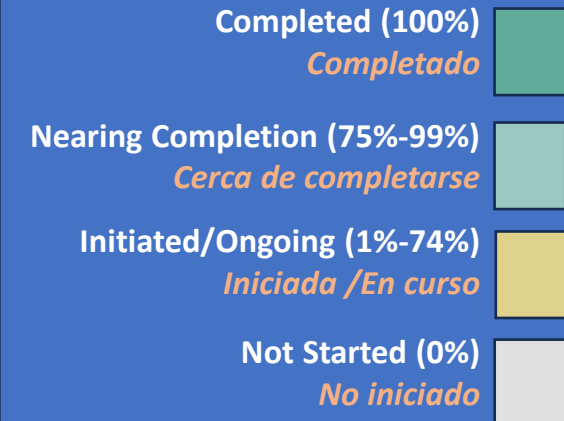 Completed (100%)
Completado
Nearing Completion (75%-99%)
Cerca de completarse
Initiated/Ongoing (1%-74%)
Iniciada /En curso
Not Started (0%)
No iniciado